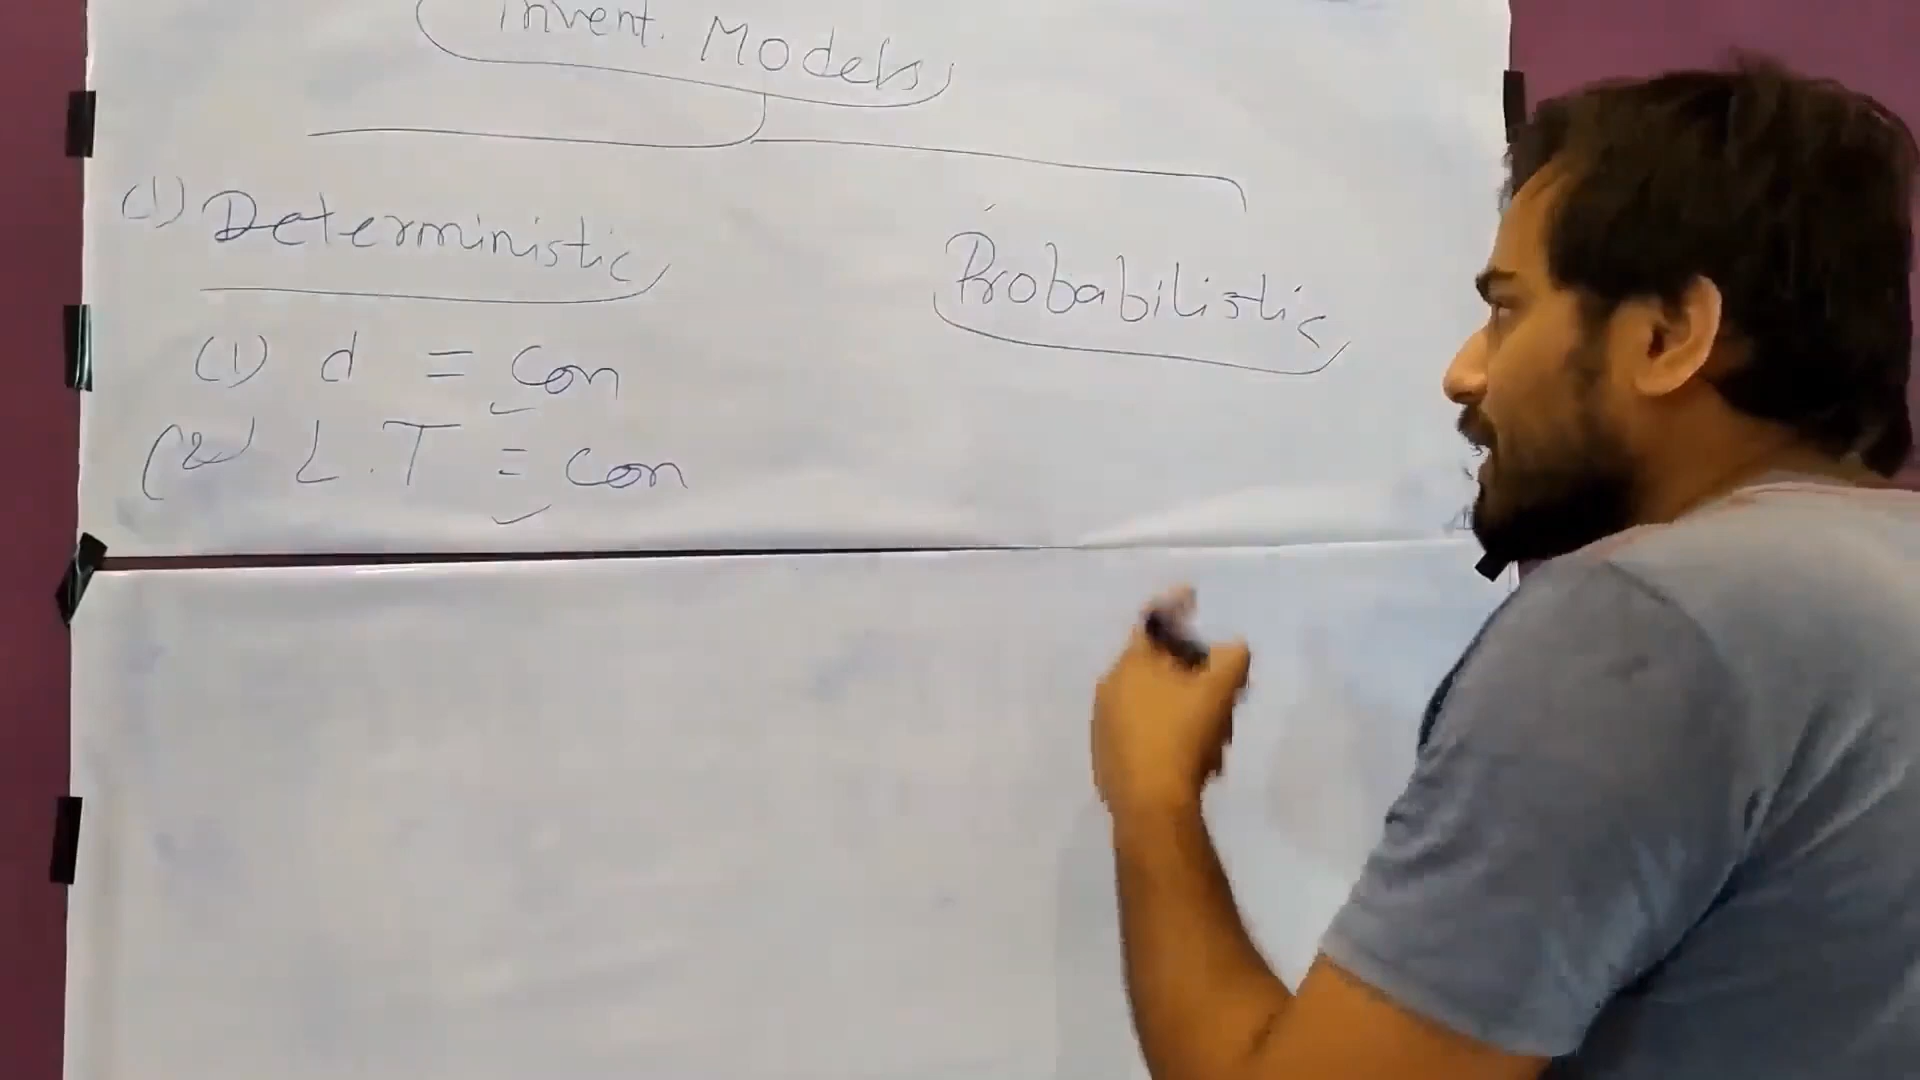 Invent. Models
(1) Deterministic
Probabilistic
(1) d = Con
(2) L.T = Con